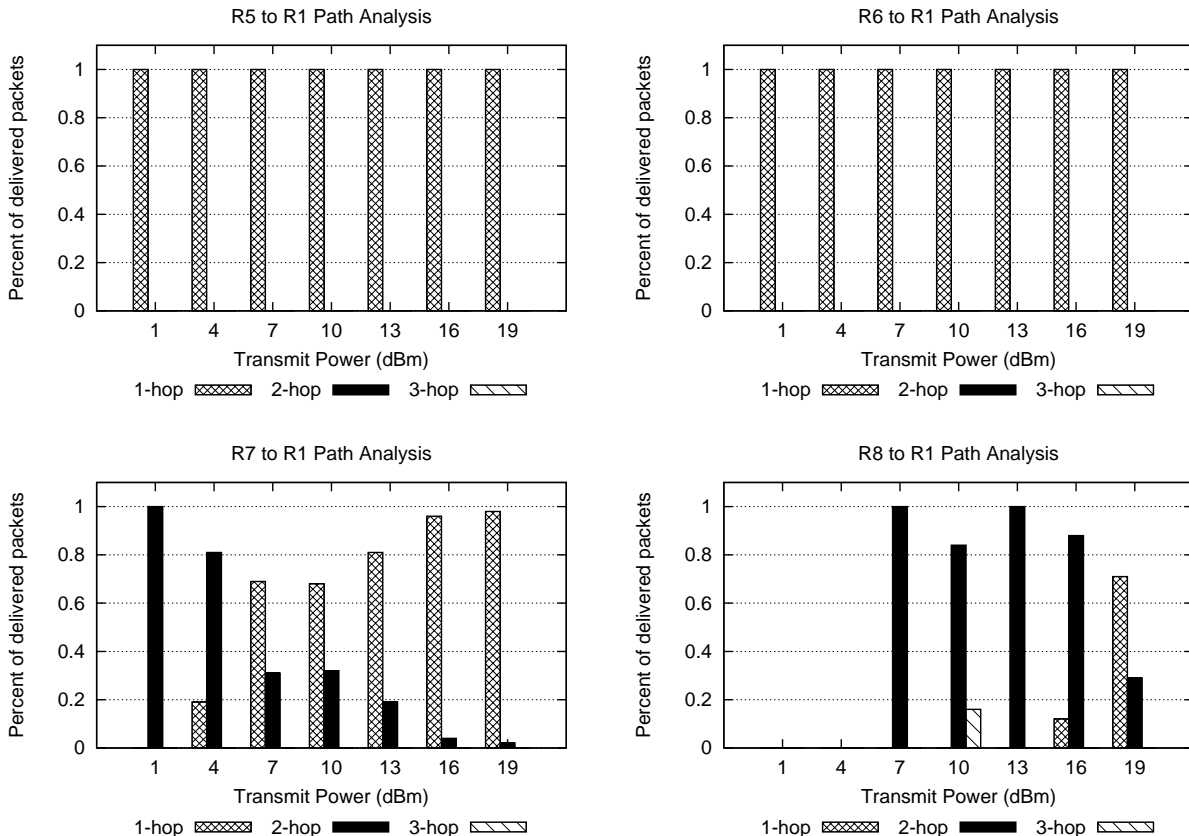 R5 to R1 Path Analysis
Percent of delivered packets
1
0.8
0.6
0.4
0.2
0
1 4 7 10 13 16 19
Transmit Power (dBm)
1-hop 2-hop 3-hop
R6 to R1 Path Analysis
Percent of delivered packets
1
0.8
0.6
0.4
0.2
0
1 4 7 10 13 16 19
Transmit Power (dBm)
1-hop 2-hop 3-hop
R7 to R1 Path Analysis
Percent of delivered packets
1
0.8
0.6
0.4
0.2
0
1 4 7 10 13 16 19
Transmit Power (dBm)
1-hop 2-hop 3-hop
R8 to R1 Path Analysis
Percent of delivered packets
1
0.8
0.6
0.4
0.2
0
1 4 7 10 13 16 19
Transmit Power (dBm)
1-hop 2-hop 3-hop